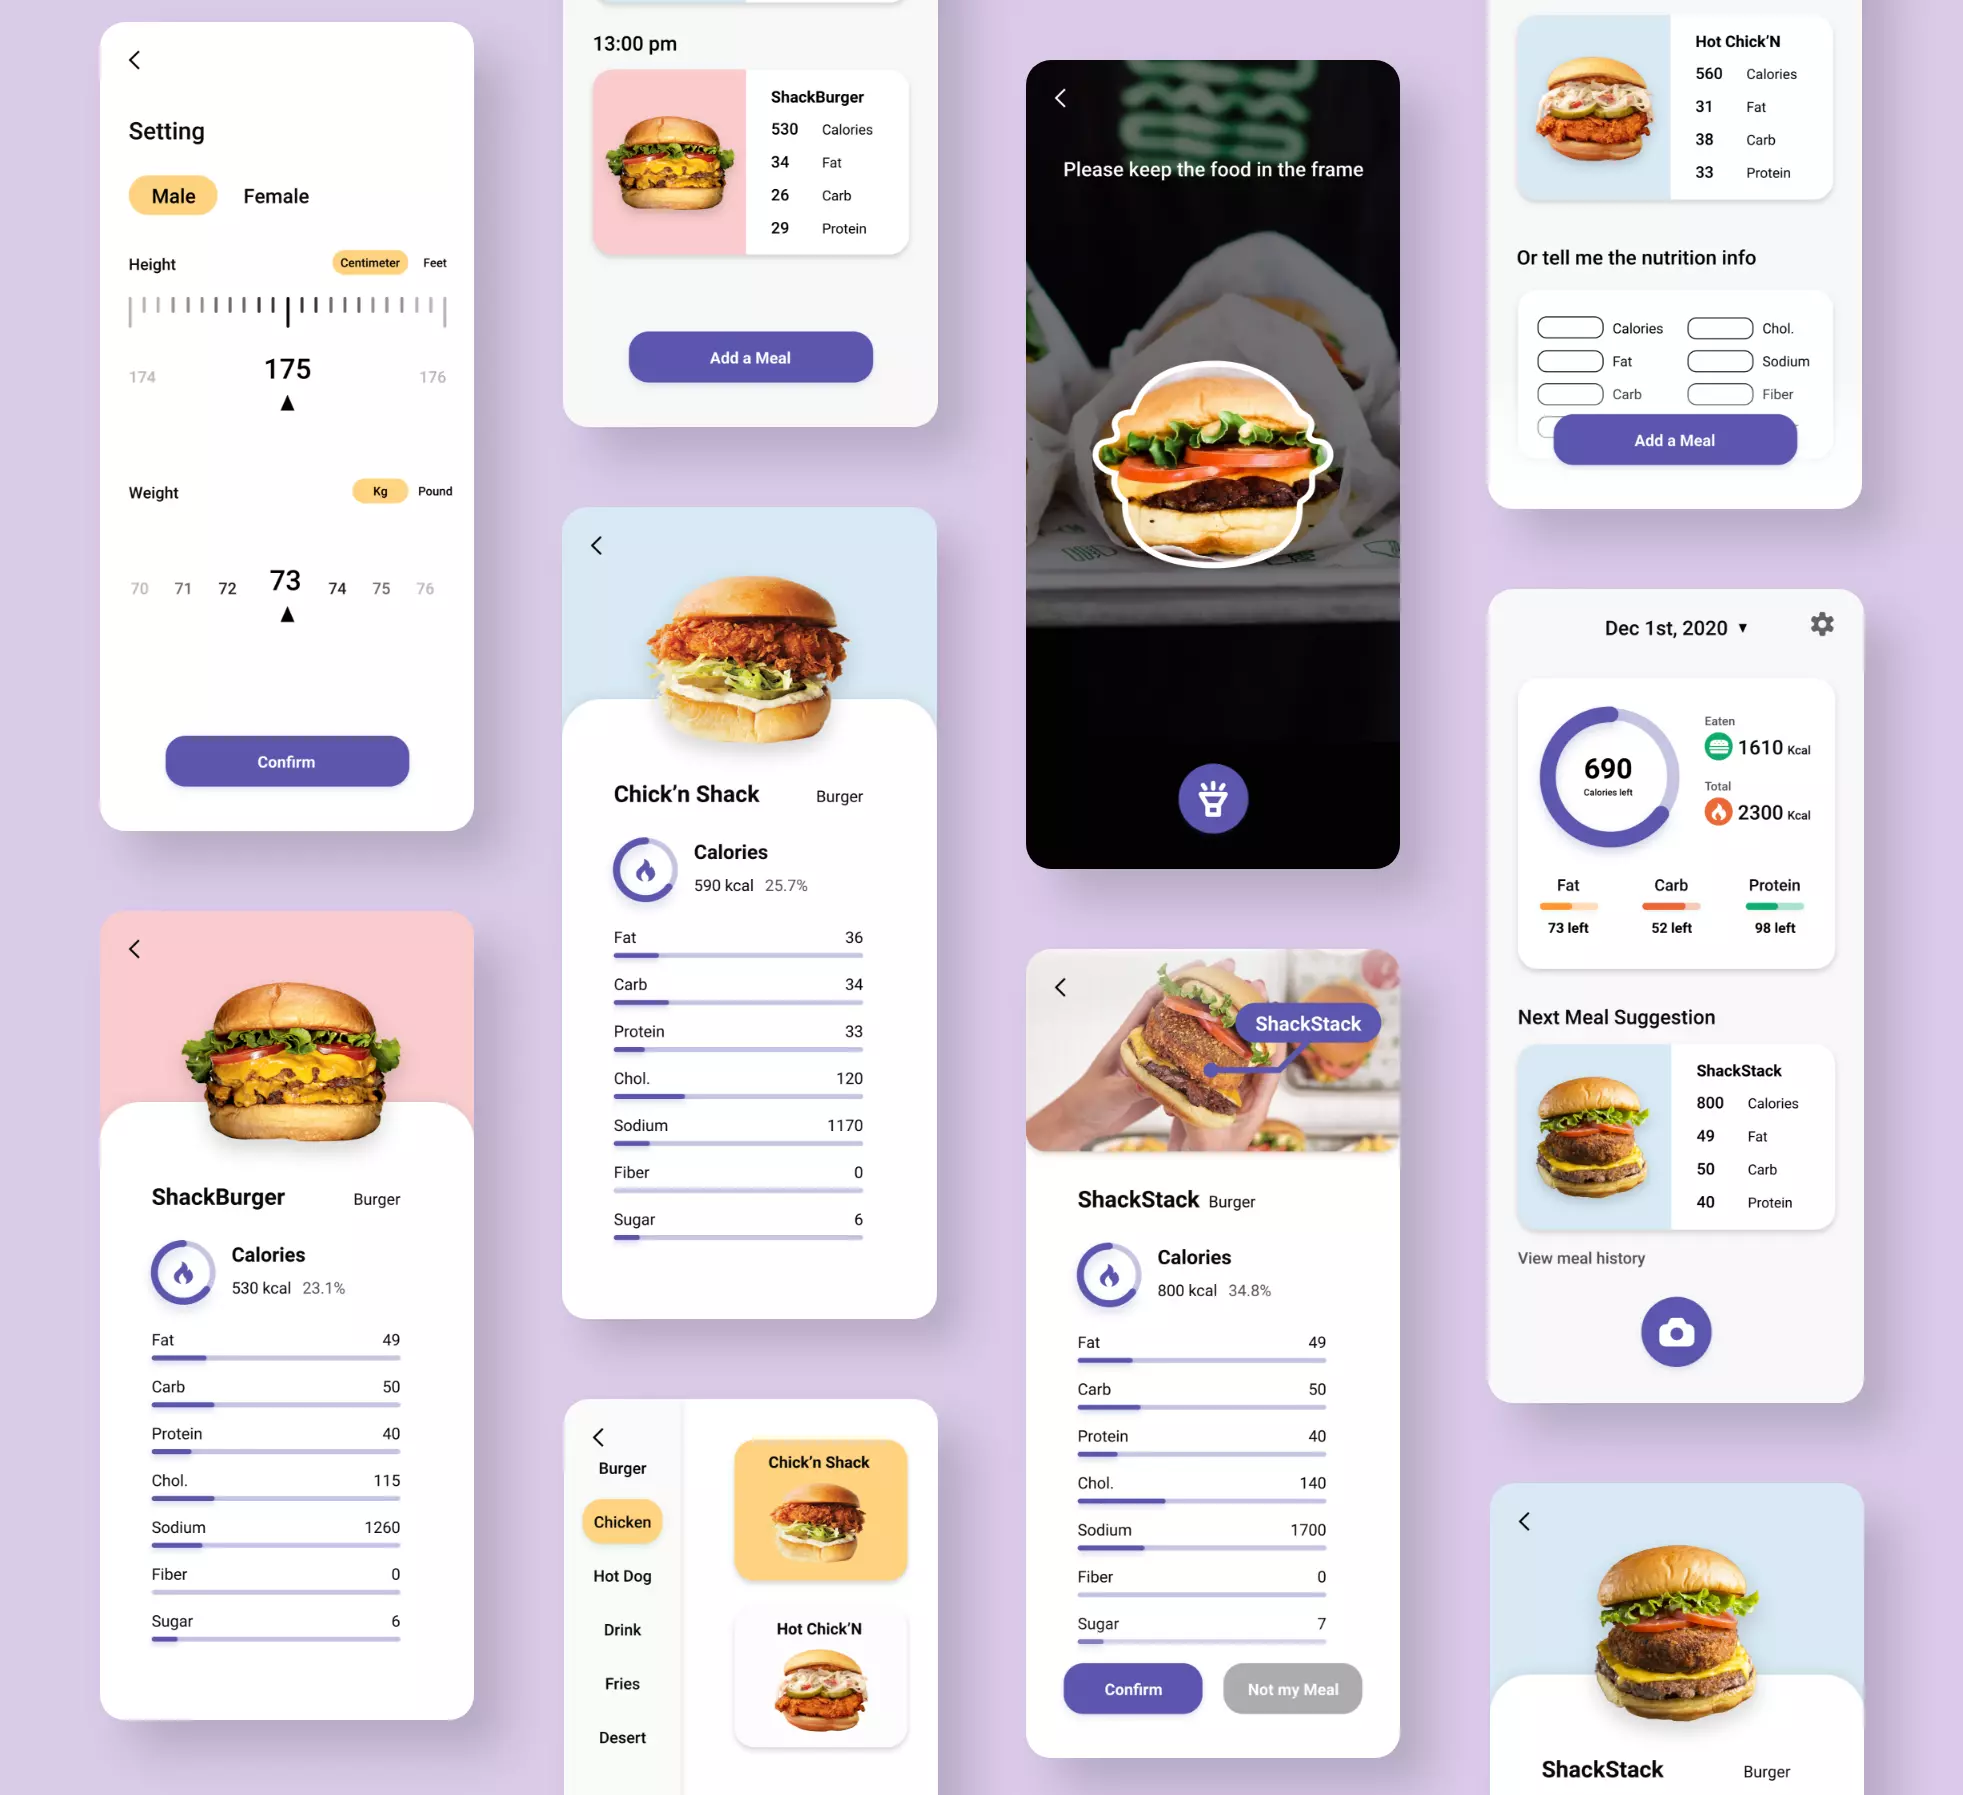 Setting
Male Female
Height Centimeter Feet
174 175 176
Weight Kg Pound
70 71 72 73 74 75 76
Confirm
ShackBurger Burger
Calories
530 kcal 23.1%
Fat 49
Carb 50
Protein 40
Chol. 115
Sodium 1260
Fiber 0
Sugar 6
13:00 pm
ShackBurger
530 Calories
34 Fat
26 Carb
29 Protein
Add a Meal
Chick'n Shack Burger
Calories
590 kcal 25.7%
Fat 36
Carb 34
Protein 33
Chol. 120
Sodium 1170
Fiber 0
Sugar 6
Burger
Chicken
Hot Dog
Drink
Fries
Desert
Chick'n Shack
Hot Chick'N
Please keep the food in the frame
ShackStack
ShackStack Burger
Calories
800 kcal 34.8%
Fat 49
Carb 50
Protein 40
Chol. 140
Sodium 1700
Fiber 0
Sugar 7
Confirm Not my Meal
Hot Chick'N
560 Calories
31 Fat
38 Carb
33 Protein
Or tell me the nutrition info
Calories Chol.
Fat Sodium
Carb Fiber
Add a Meal
Dec 1st, 2020
690
Calories left
Eaten
1610 Kcal
Total
2300 Kcal
Fat Carb Protein
73 left 52 left 98 left
Next Meal Suggestion
ShackStack
800 Calories
49 Fat
50 Carb
40 Protein
View meal history
ShackStack Burger